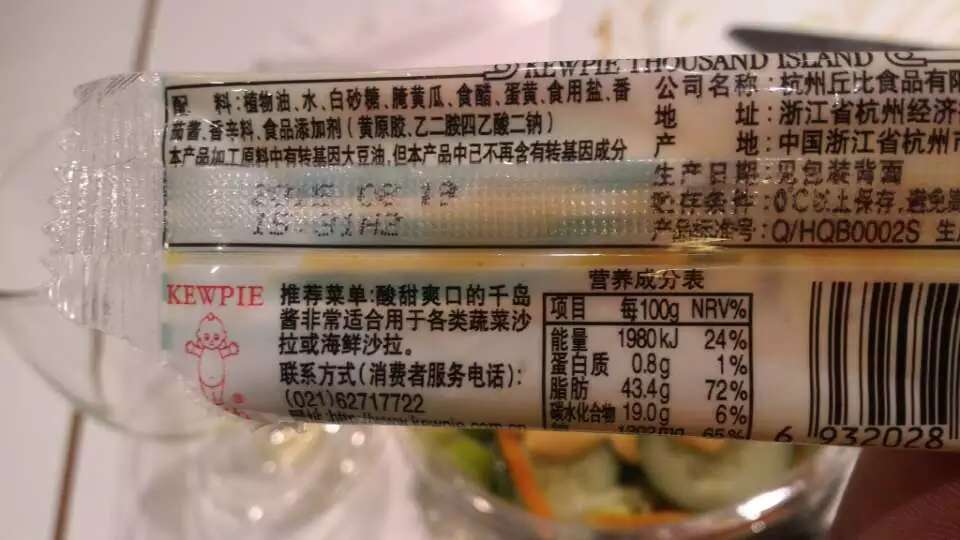 KEWPIE THOUSAND ISLAND
配 料:植物油、水、白砂糖、腌黄瓜、食醋、蛋黄、食用盐、番
茄酱、香辛料、食品添加剂(黄原胶、乙二胺四乙酸二钠)
本产品加工原料中有转基因大豆油,但本产品中已不再含有转基因成分
公司名称:杭州丘比食品有限
地 址:浙江省杭州经济
产 地:中国浙江省杭州市
生产日期:见包装背面
贮存条件:0℃以上保存,避免
产品标准号:Q/HQB0002S 生
KEWPIE
推荐菜单:酸甜爽口的千岛
酱非常适合用于各类蔬菜沙
拉或海鲜沙拉。
联系方式(消费者服务电话):
(021)62717722
营养成分表
项目 每100g NRV%
能量 1980kJ 24%
蛋白质 0.8g 1%
脂肪 43.4g 72%
碳水化合物 19.0g 6%
6 932028